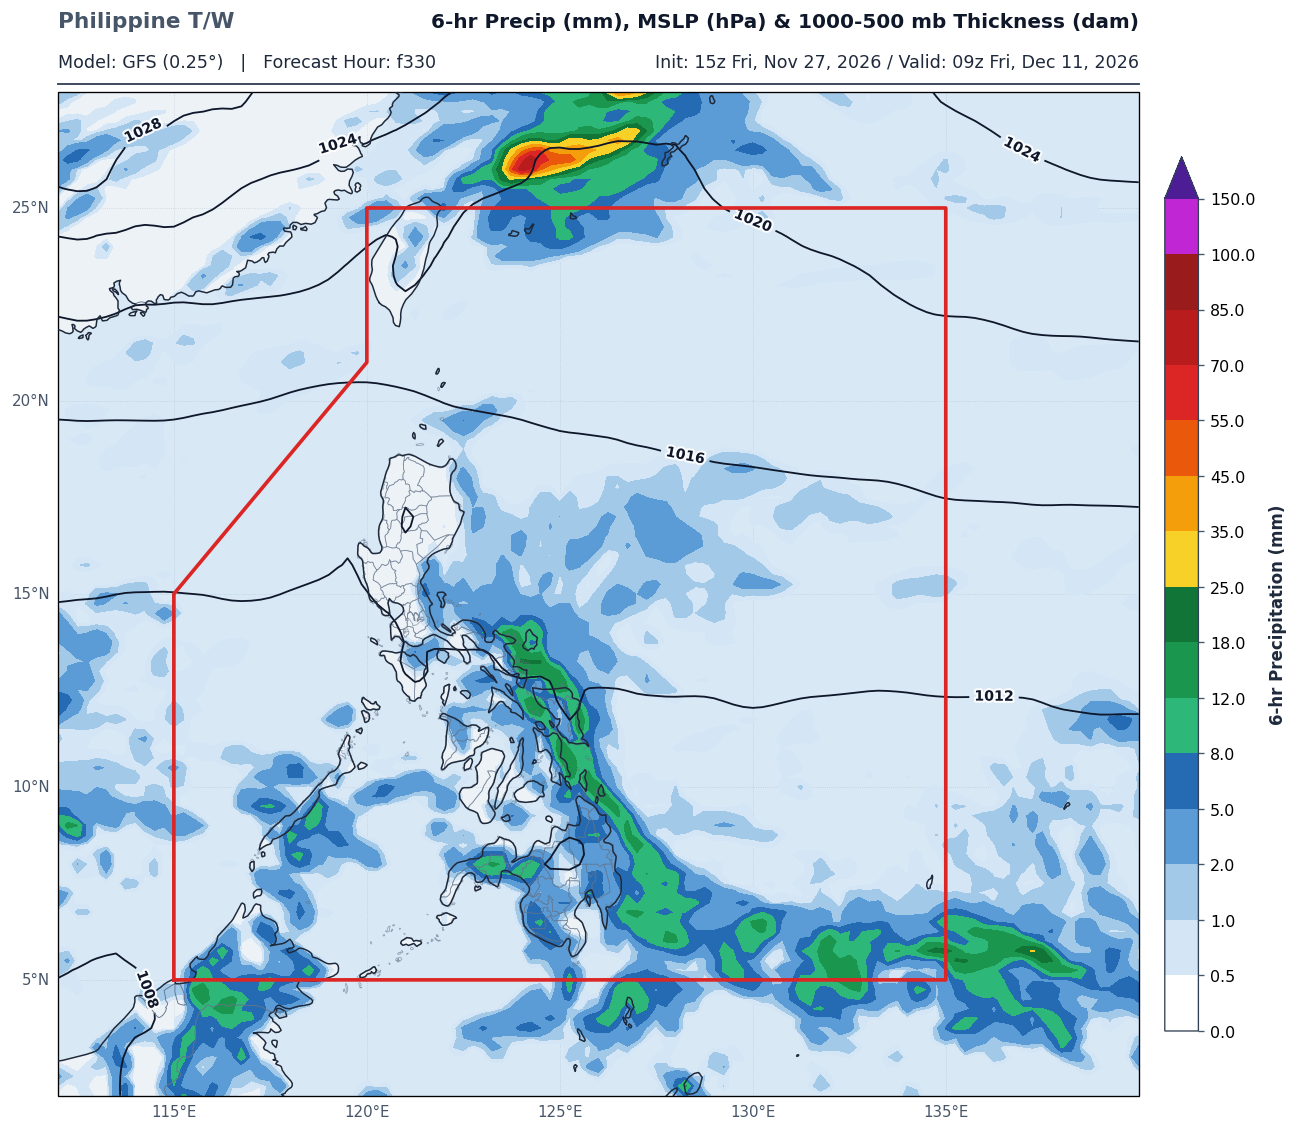 Philippine T/W
6-hr Precip (mm), MSLP (hPa) & 1000-500 mb Thickness (dam)
Model: GFS (0.25°) | Forecast Hour: f330
Init: 15z Fri, Nov 27, 2026 / Valid: 09z Fri, Dec 11, 2026
1028
1024
1024
1020
1016
1012
1008
25°N
20°N
15°N
10°N
5°N
115°E
120°E
125°E
130°E
135°E
150.0
100.0
85.0
70.0
55.0
45.0
35.0
25.0
18.0
12.0
8.0
5.0
2.0
1.0
0.5
0.0
6-hr Precipitation (mm)